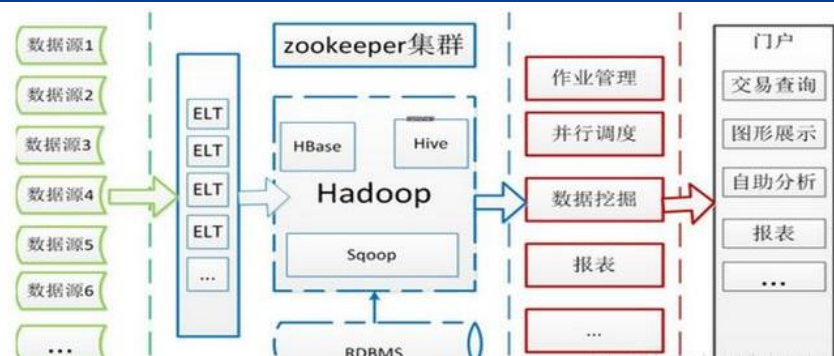 数据源1
数据源2
数据源3
数据源4
数据源5
数据源6
...
ELT
ELT
ELT
ELT
...
zookeeper集群
HBase
Hive
Hadoop
Sqoop
RDBMS
作业管理
并行调度
数据挖掘
报表
...
门户
交易查询
图形展示
自助分析
报表
...